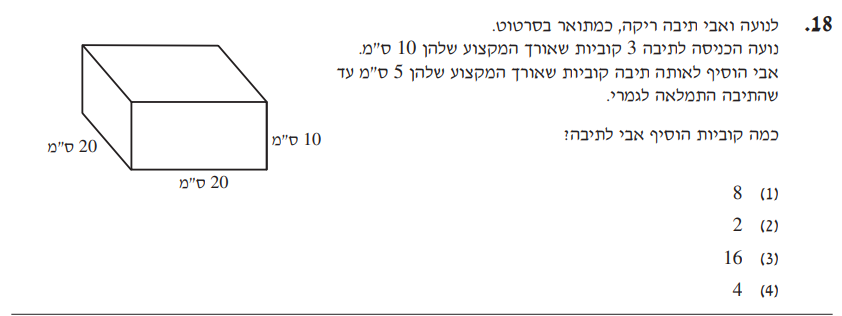 18. לנועה ואבי תיבה ריקה, כמתואר בסרטוט.
נועה הכניסה לתיבה 3 קוביות שאורך המקצוע שלהן 10 ס"מ.
אבי הוסיף לאותה תיבה קוביות שאורך המקצוע שלהן 5 ס"מ עד
שהתיבה התמלאה לגמרי.
כמה קוביות הוסיף אבי לתיבה?
10 ס"מ
20 ס"מ
20 ס"מ
(1) 8
(2) 2
(3) 16
(4) 4